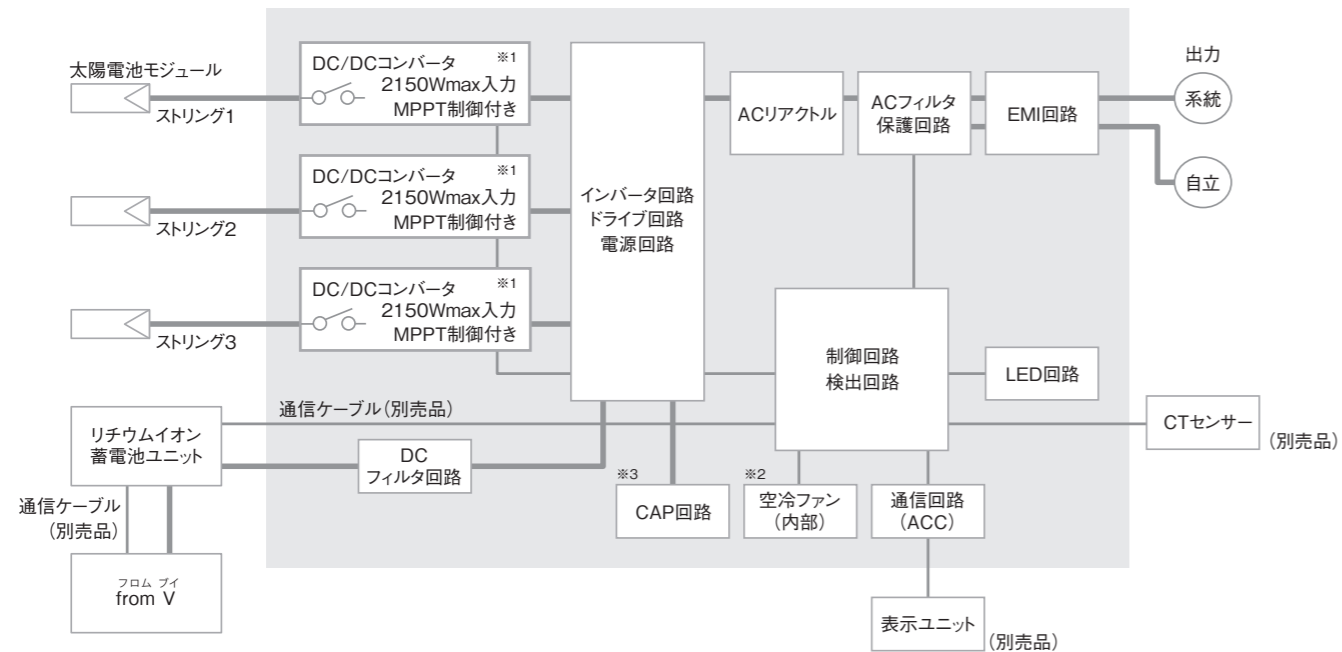 太陽電池モジュール
ストリング1
DC/DCコンバータ ※1
2150Wmax入力
MPPT制御付き
ストリング2
DC/DCコンバータ ※1
2150Wmax入力
MPPT制御付き
ストリング3
DC/DCコンバータ ※1
2150Wmax入力
MPPT制御付き
インバータ回路
ドライブ回路
電源回路
ACリアクトル
ACフィルタ
保護回路
EMI回路
出力
系統
自立
制御回路
検出回路
LED回路
CTセンサー
(別売品)
通信ケーブル(別売品)
リチウムイオン
蓄電池ユニット
DC
フィルタ回路
※3
CAP回路
※2
空冷ファン
(内部)
通信回路
(ACC)
通信ケーブル
(別売品)
フロム ブイ
from V
表示ユニット
(別売品)